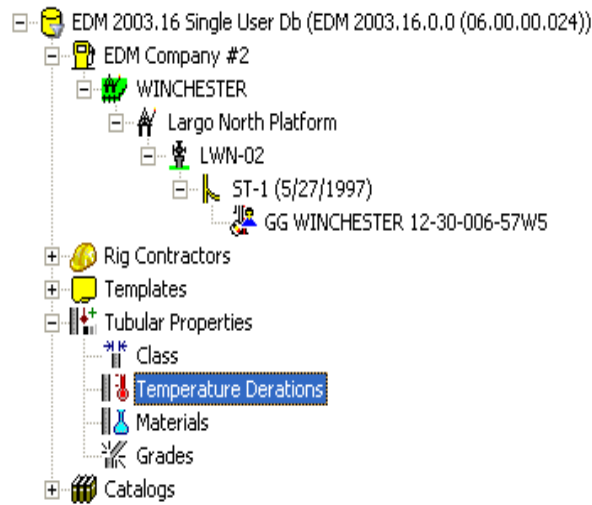 EDM 2003.16 Single User Db (EDM 2003.16.0.0 (06.00.00.024))
EDM Company #2
WINCHESTER
Largo North Platform
LWN-02
ST-1 (5/27/1997)
GG WINCHESTER 12-30-006-57W5
Rig Contractors
Templates
Tubular Properties
Class
Temperature Derations
Materials
Grades
Catalogs